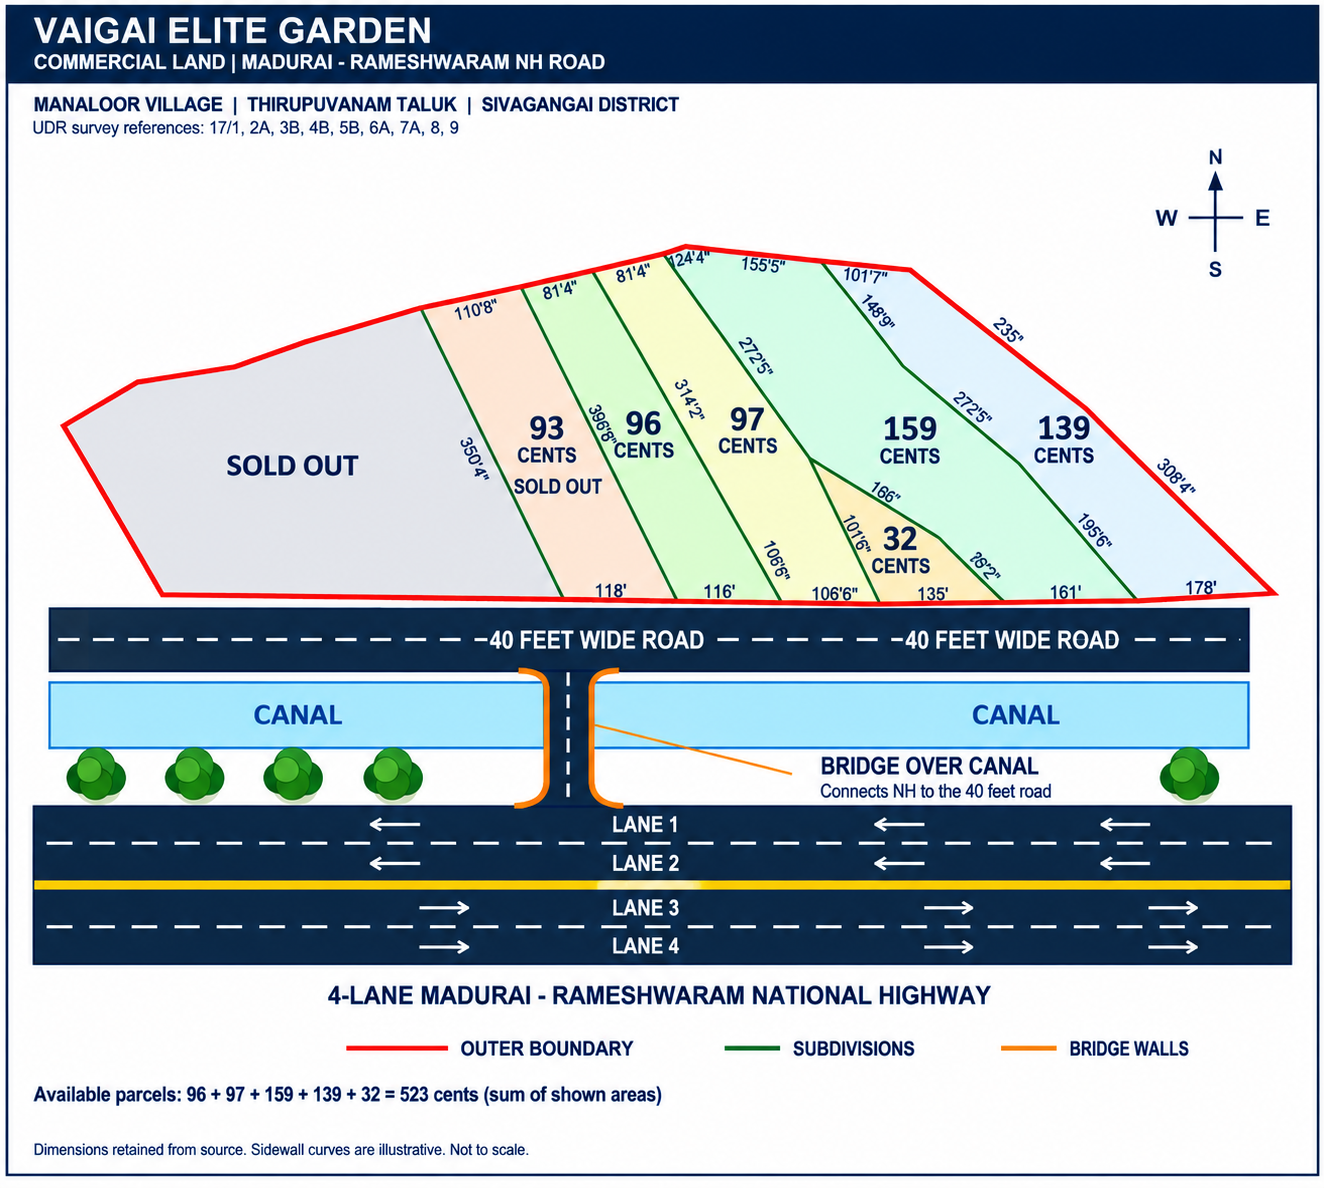 VAIGAI ELITE GARDEN
COMMERCIAL LAND | MADURAI - RAMESHWARAM NH ROAD
MANALOOR VILLAGE | THIRUPUVANAM TALUK | SIVAGANGAI DISTRICT
UDR survey references: 17/1, 2A, 3B, 4B, 5B, 6A, 7A, 8, 9
N
W
E
S
110'8"
81'4"
81'4"
124'4"
155'5"
101'7"
148'9"
235"
272'5"
272'5"
314'2"
396'8"
350'4"
308'4"
SOLD OUT
93
CENTS
SOLD OUT
96
CENTS
97
CENTS
159
CENTS
139
CENTS
166"
101'6"
32
CENTS
195'6"
106'6"
118'
116'
106'6"
135'
161'
178'
40 FEET WIDE ROAD
40 FEET WIDE ROAD
CANAL
CANAL
BRIDGE OVER CANAL
Connects NH to the 40 feet road
LANE 1
LANE 2
LANE 3
LANE 4
4-LANE MADURAI - RAMESHWARAM NATIONAL HIGHWAY
OUTER BOUNDARY
SUBDIVISIONS
BRIDGE WALLS
Available parcels: 96 + 97 + 159 + 139 + 32 = 523 cents (sum of shown areas)
Dimensions retained from source. Sidewall curves are illustrative. Not to scale.